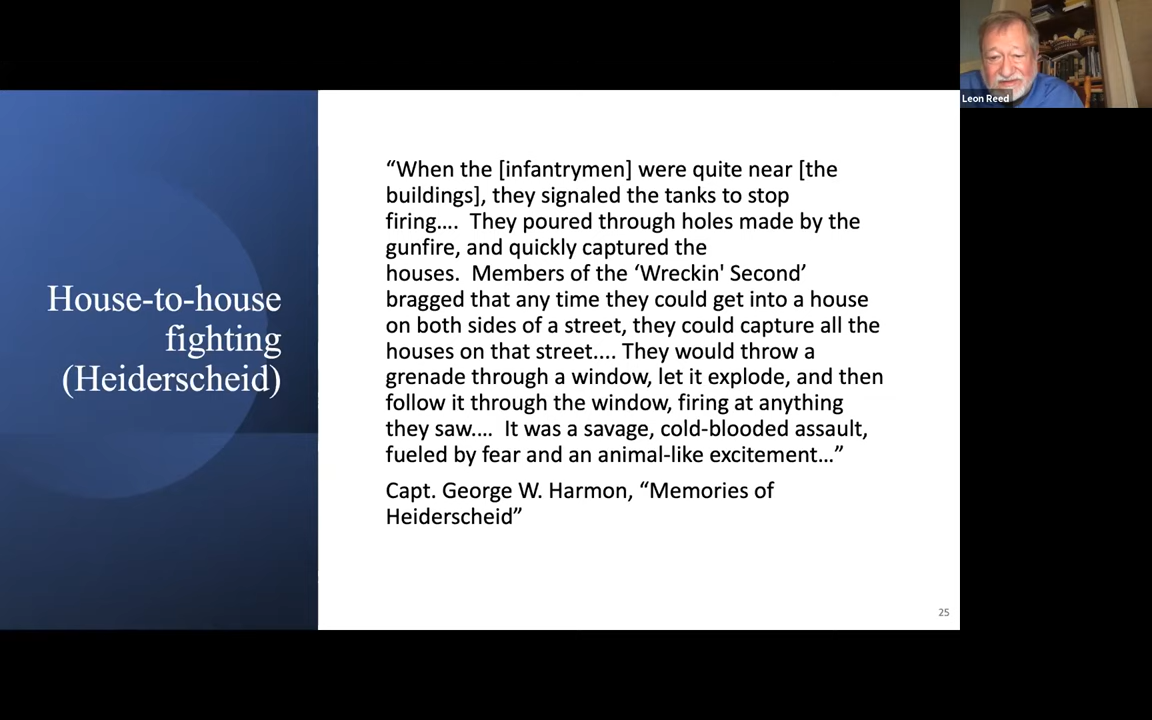 Leon Reed
House-to-house
fighting
(Heiderscheid)
“When the [infantrymen] were quite near [the
buildings], they signaled the tanks to stop
firing…. They poured through holes made by the
gunfire, and quickly captured the
houses. Members of the ‘Wreckin' Second’
bragged that any time they could get into a house
on both sides of a street, they could capture all the
houses on that street.... They would throw a
grenade through a window, let it explode, and then
follow it through the window, firing at anything
they saw.… It was a savage, cold-blooded assault,
fueled by fear and an animal-like excitement…”
Capt. George W. Harmon, “Memories of
Heiderscheid”
25